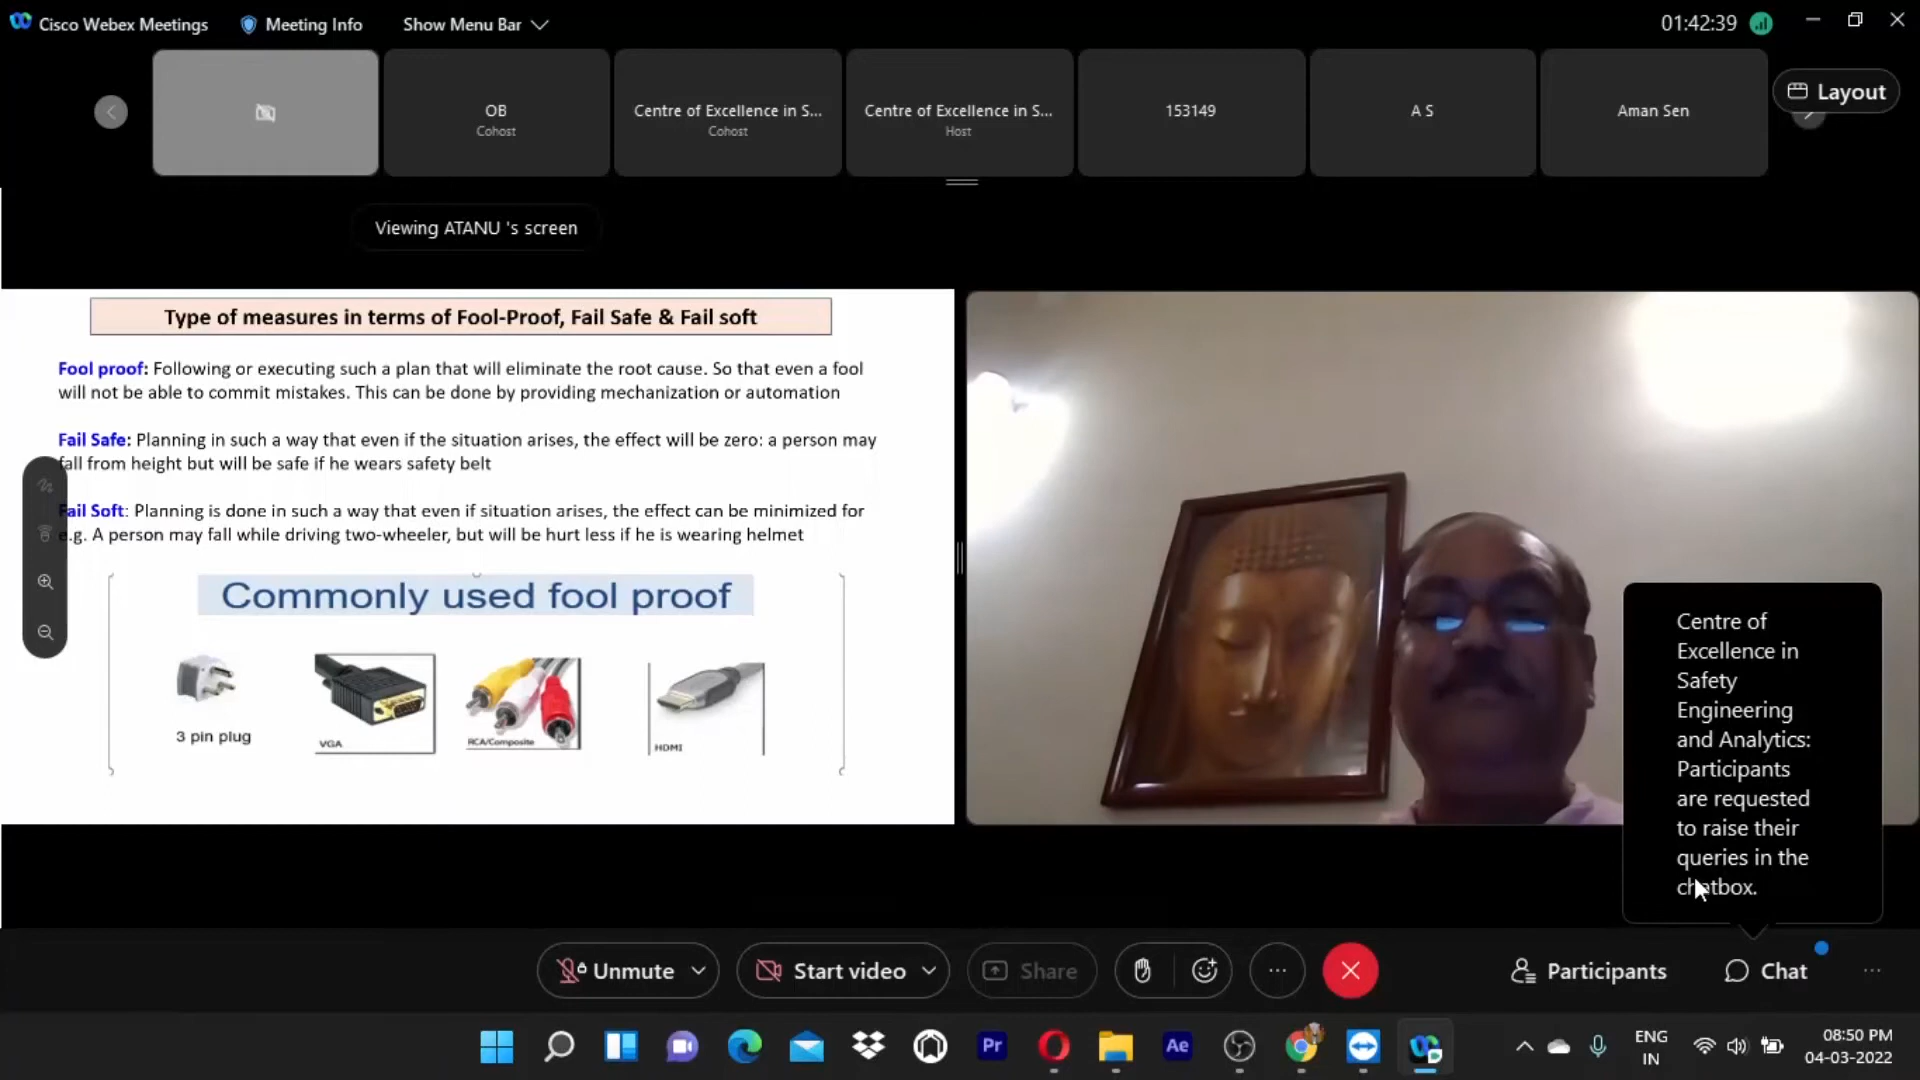 Cisco Webex Meetings
Meeting Info
Show Menu Bar
01:42:39
OB
Cohost
Centre of Excellence in S...
Cohost
Centre of Excellence in S...
Host
153149
A S
Aman Sen
Layout
Viewing ATANU 's screen
Type of measures in terms of Fool-Proof, Fail Safe & Fail soft
Fool proof: Following or executing such a plan that will eliminate the root cause. So that even a fool
will not be able to commit mistakes. This can be done by providing mechanization or automation
Fail Safe: Planning in such a way that even if the situation arises, the effect will be zero: a person may
fall from height but will be safe if he wears safety belt
Fail Soft: Planning is done in such a way that even if situation arises, the effect can be minimized for
e.g. A person may fall while driving two-wheeler, but will be hurt less if he is wearing helmet
Commonly used fool proof
3 pin plug
VGA
RCA/Composite
HDMI
Centre of
Excellence in
Safety
Engineering
and Analytics:
Participants
are requested
to raise their
queries in the
chatbox.
Unmute
Start video
Share
Participants
Chat
Pr
Ae
ENG
IN
08:50 PM
04-03-2022